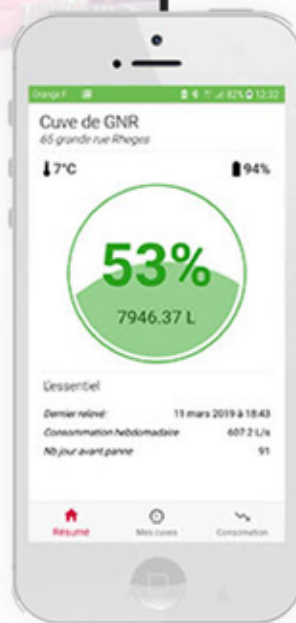 Orange F 82% 12:32
Cuve de GNR
65 grande rue Rheges
7°C 94%
53%
7946.37 L
L'essentiel
Dernier relevé: 11 mars 2019 à 18:43
Consommation hebdomadaire 607.2 L/s
Nb jour avant panne 91
Résumé Mes cuves Consomation